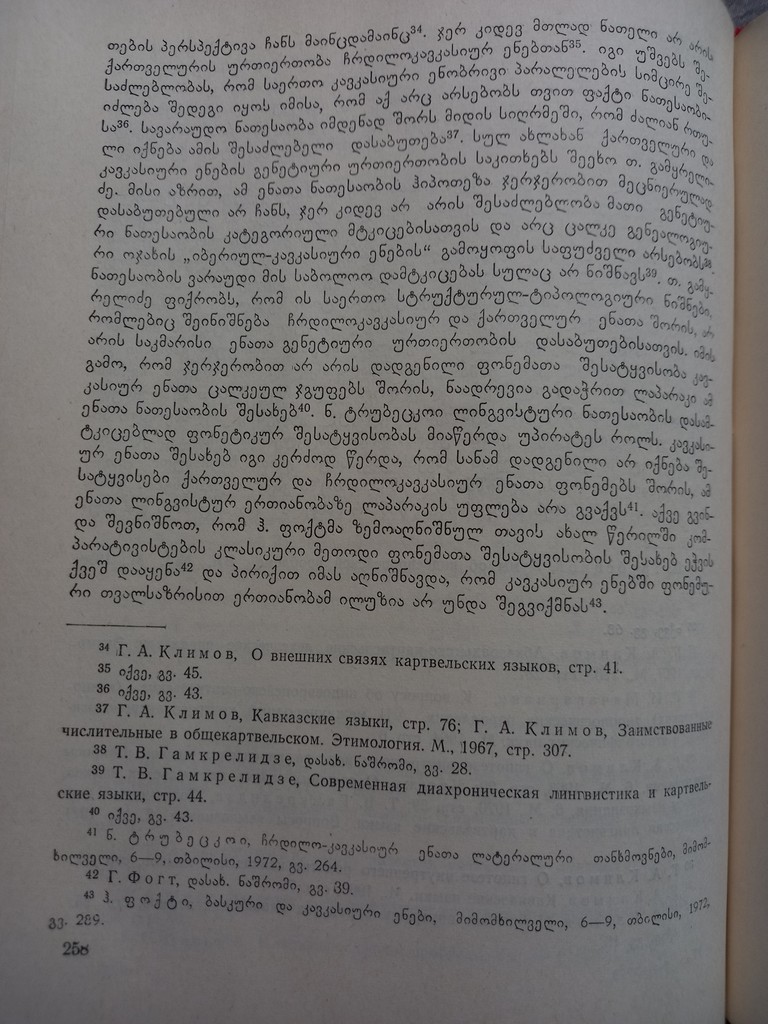 თების პერსპექტივა ჩანს მაინცდამაინც³⁴. ჯერ კიდევ მთლად ნათელი არ არის
ქართველურის ურთიერთობა ჩრდილოკავკასიურ ენებთან³⁵. იგი უშვებს შე-
საძლებლობას, რომ საერთო კავკასიური ენობრივი პარალელების სიმცირე შე-
იძლება შედეგი იყოს იმისა, რომ აქ არც არსებობს თვით ფაქტი ნათესაობი-
სა³⁶. სავარაუდო ნათესაობა იმდენად შორს მიდის სიღრმეში, რომ ძალიან რთუ-
ლი იქნება ამის შესაძლებელი დასაბუთება³⁷. სულ ახლახან ქართველური და
კავკასიური ენების გენეტიური ურთიერთობის საკითხებს შეეხო თ. გამყრელი-
ძე. მისი აზრით, ამ ენათა ნათესაობის ჰიპოთეზა ჯერჯერობით მეცნიერულად
დასაბუთებული არ ჩანს, ჯერ კიდევ არ არის შესაძლებლობა მათი გენეტიუ-
რი ნათესაობის კატეგორიული მტკიცებისათვის და არც ცალკე გენეალოგიუ-
რი ოჯახის „იბერიულ-კავკასიური ენების“ გამოყოფის საფუძველი არსებობს³⁸.
ნათესაობის ვარაუდი მის საბოლოო დამტკიცებას სულაც არ ნიშნავს³⁹. თ. გამყ-
რელიძე ფიქრობს, რომ ის საერთო სტრუქტურულ-ტიპოლოგიური ნიშნები,
რომლებიც შეინიშნება ჩრდილოკავკასიურ და ქართველურ ენათა შორის, არ
არის საკმარისი ენათა გენეტიური ურთიერთობის დასაბუთებისათვის. იმის
გამო, რომ ჯერჯერობით არ არის დადგენილი ფონემათა შესატყვისობა კავ-
კასიურ ენათა ცალკეულ ჯგუფებს შორის, ნაადრევია გადაჭრით ლაპარაკი ამ
ენათა ნათესაობის შესახებ⁴⁰. ნ. ტრუბეცკოი ლინგვისტური ნათესაობის დასამ-
ტკიცებლად ფონეტიკურ შესატყვისობას მიაწერდა უპირატეს როლს. კავკასი-
ურ ენათა შესახებ იგი კერძოდ წერდა, რომ სანამ დადგენილი არ იქნება შე-
სატყვისები ქართველურ და ჩრდილოკავკასიურ ენათა ფონემებს შორის, ამ
ენათა ლინგვისტურ ერთიანობაზე ლაპარაკის უფლება არა გვაქვს⁴¹. აქვე გვინ-
და შევნიშნოთ, რომ ჰ. ფოქტმა ზემოაღნიშნულ თავის ახალ წერილში კომ-
პარატივისტების კლასიკური მეთოდი ფონემათა შესატყვისობის შესახებ ეჭვის
ქვეშ დააყენა⁴² და პირიქით იმას აღნიშნავდა, რომ კავკასიურ ენებში ფონემუ-
რი თვალსაზრისით ერთიანობამ ილუზია არ უნდა შეგვიქმნას⁴³.
³⁴ Г. А. Климов, О внешних связях картвельских языков, стр. 41.
³⁵ იქვე, გვ. 45.
³⁶ იქვე, გვ. 43.
³⁷ Г. А. Климов, Кавказские языки, стр. 76; Г. А. Климов, Заимствованные
числительные в общекартвельском. Этимология. М., 1967, стр. 307.
³⁸ Т. В. Гамкрелидзе, დასახ. ნაშრომი, გვ. 28.
³⁹ Т. В. Гамкрелидзе, Современная диахроническая лингвистика и картвель-
ские языки, стр. 44.
⁴⁰ იქვე, გვ. 43.
⁴¹ ნ. ტრუბეცკოი, ჩრდილო-კავკასიურ ენათა ლატერალური თანხმოვნები, მიმომ-
ხილველი, 6—9, თბილისი, 1972, გვ. 264.
⁴² Г. Фогт, დასახ. ნაშრომი, გვ. 39.
⁴³ ჰ. ფოქტი, ბასკური და კავკასიური ენები, მიმომხილველი, 6—9, თბილისი, 1972,
გვ. 289.
258